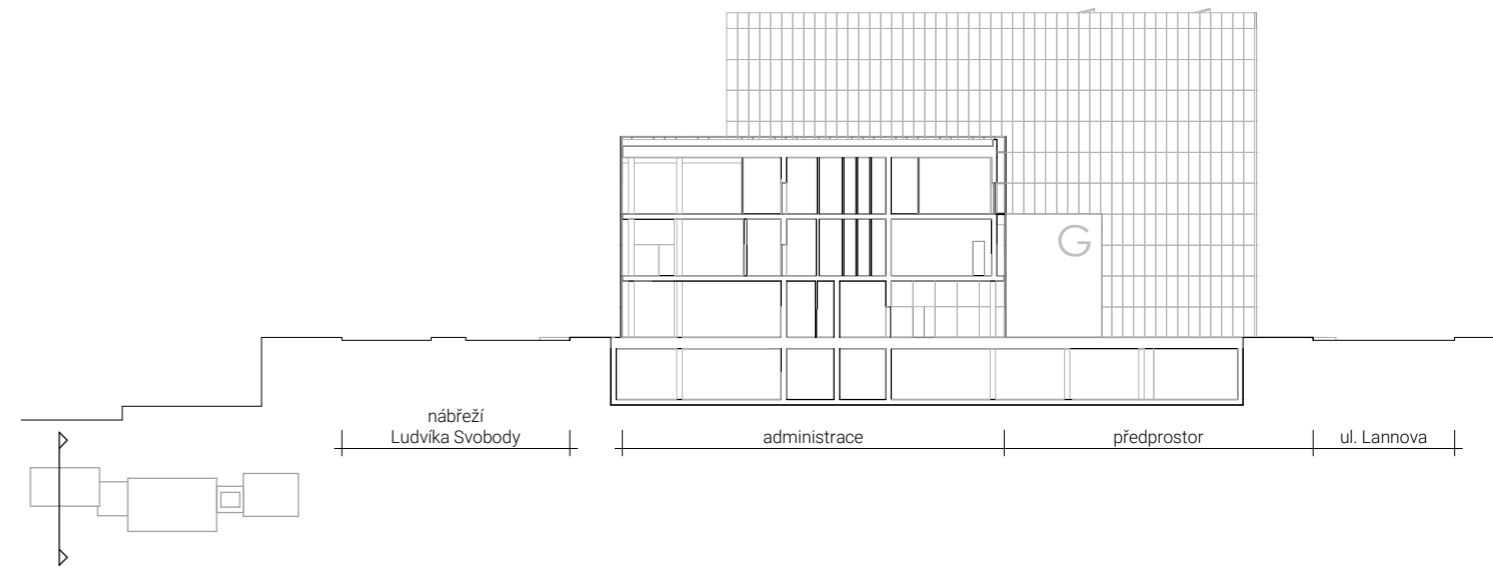 G
nábřeží
Ludvíka Svobody
administrace
předprostor
ul. Lannova